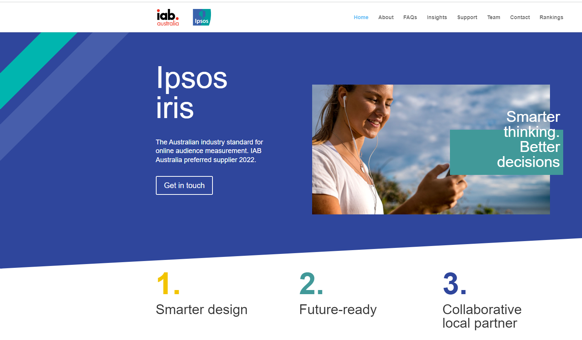 iab.
australia
Ipsos
Home About FAQs Insights Support Team Contact Rankings
Ipsos
iris
The Australian industry standard for
online audience measurement. IAB
Australia preferred supplier 2022.
Get in touch
Smarter
thinking.
Better
decisions
1.
Smarter design
2.
Future-ready
3.
Collaborative
local partner